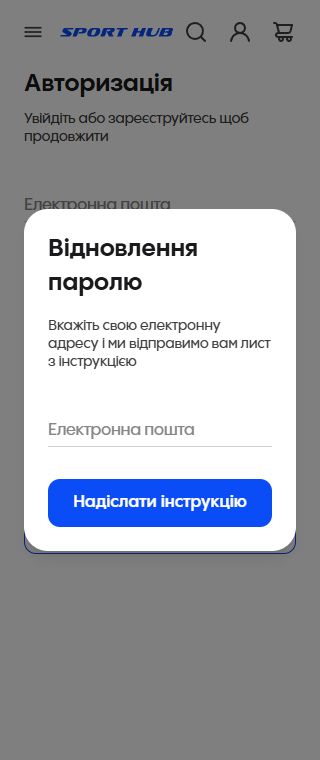 SPORT HUB
Авторизація
Увійдіть або зареєструйтесь щоб
продовжити
Електронна пошта
Відновлення
паролю
Вкажіть свою електронну
адресу і ми відправимо вам лист
з інструкцією
Електронна пошта
Надіслати інструкцію